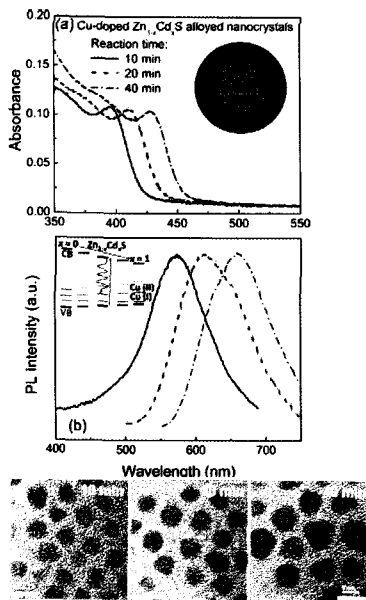 (a) Cu-doped Zn1-xCdxS alloyed nanocrystals
Reaction time:
10 min
20 min
40 min
Absorbance
0.20
0.15
0.10
0.05
0.00
350 400 450 500 550
x = 0 Zn1-xCdxS x = 1
CB
Cu (II)
Cu (I)
VB
PL Intensity (a.u.)
(b)
400 500 600 700
Wavelength (nm)